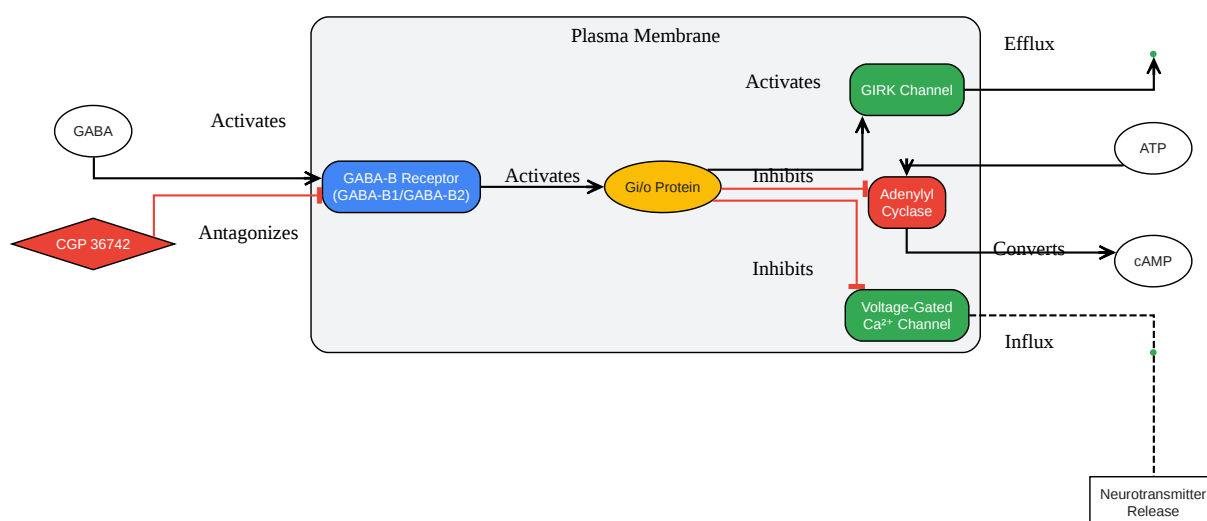 Plasma Membrane
Efflux
Activates
GIRK Channel
Activates
GABA
ATP
GABA-B Receptor
(GABA-B1/GABA-B2)
Activates
Gi/o Protein
Inhibits
Adenylyl
Cyclase
Antagonizes
CGP 36742
Converts
cAMP
Inhibits
Voltage-Gated
Ca²⁺ Channel
Influx
Neurotransmitter
Release